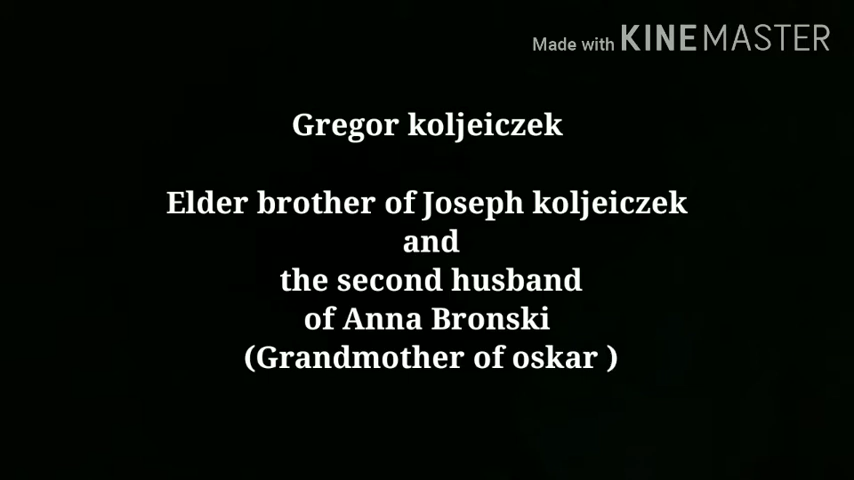 Made with KINEMASTER
Gregor koljeiczek
Elder brother of Joseph koljeiczek
and
the second husband
of Anna Bronski
(Grandmother of oskar )